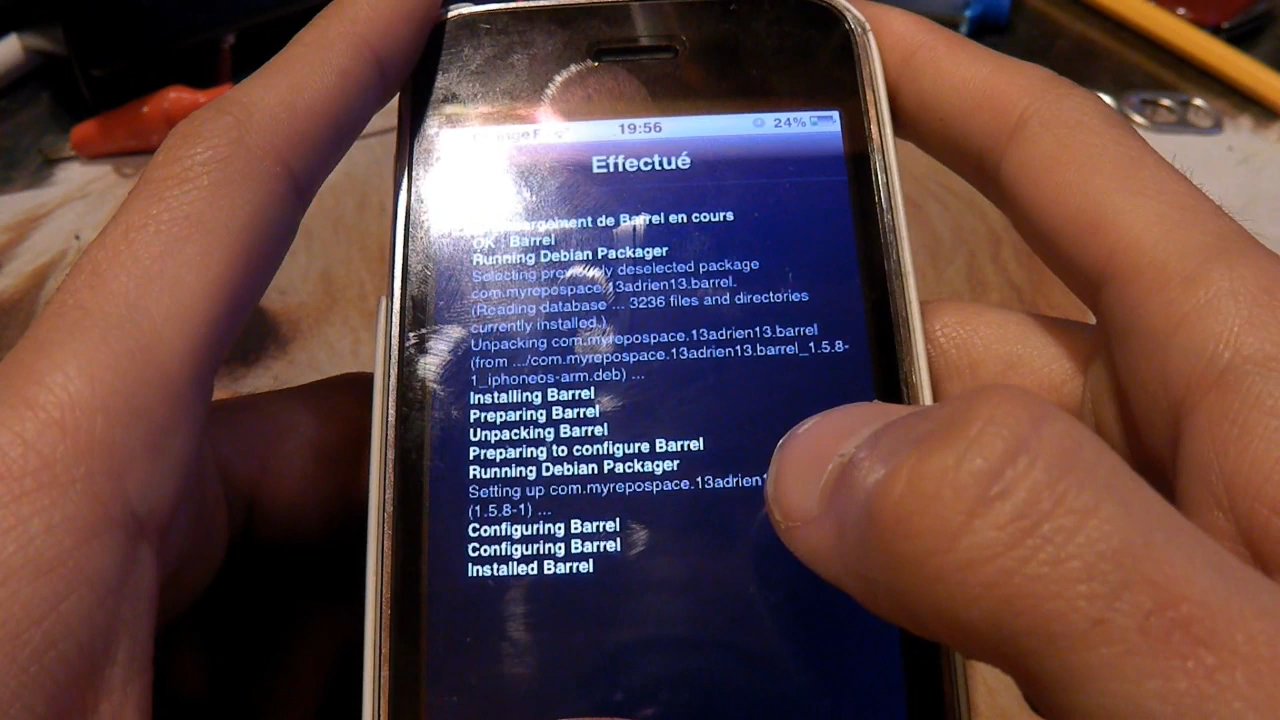 19:56 24%
Effectué
de Barrel en cours
OK : Barrel
Running Debian Packager
Selecting previously deselected package
com.myrepospace.13adrien13.barrel.
(Reading database ... 3236 files and directories
currently installed.)
Unpacking com.myrepospace.13adrien13.barrel
(from .../com.myrepospace.13adrien13.barrel_1.5.8-
1_iphoneos-arm.deb) ...
Installing Barrel
Preparing Barrel
Unpacking Barrel
Preparing to configure Barrel
Running Debian Packager
Setting up com.myrepospace.13adrien1
(1.5.8-1) ...
Configuring Barrel
Configuring Barrel
Installed Barrel